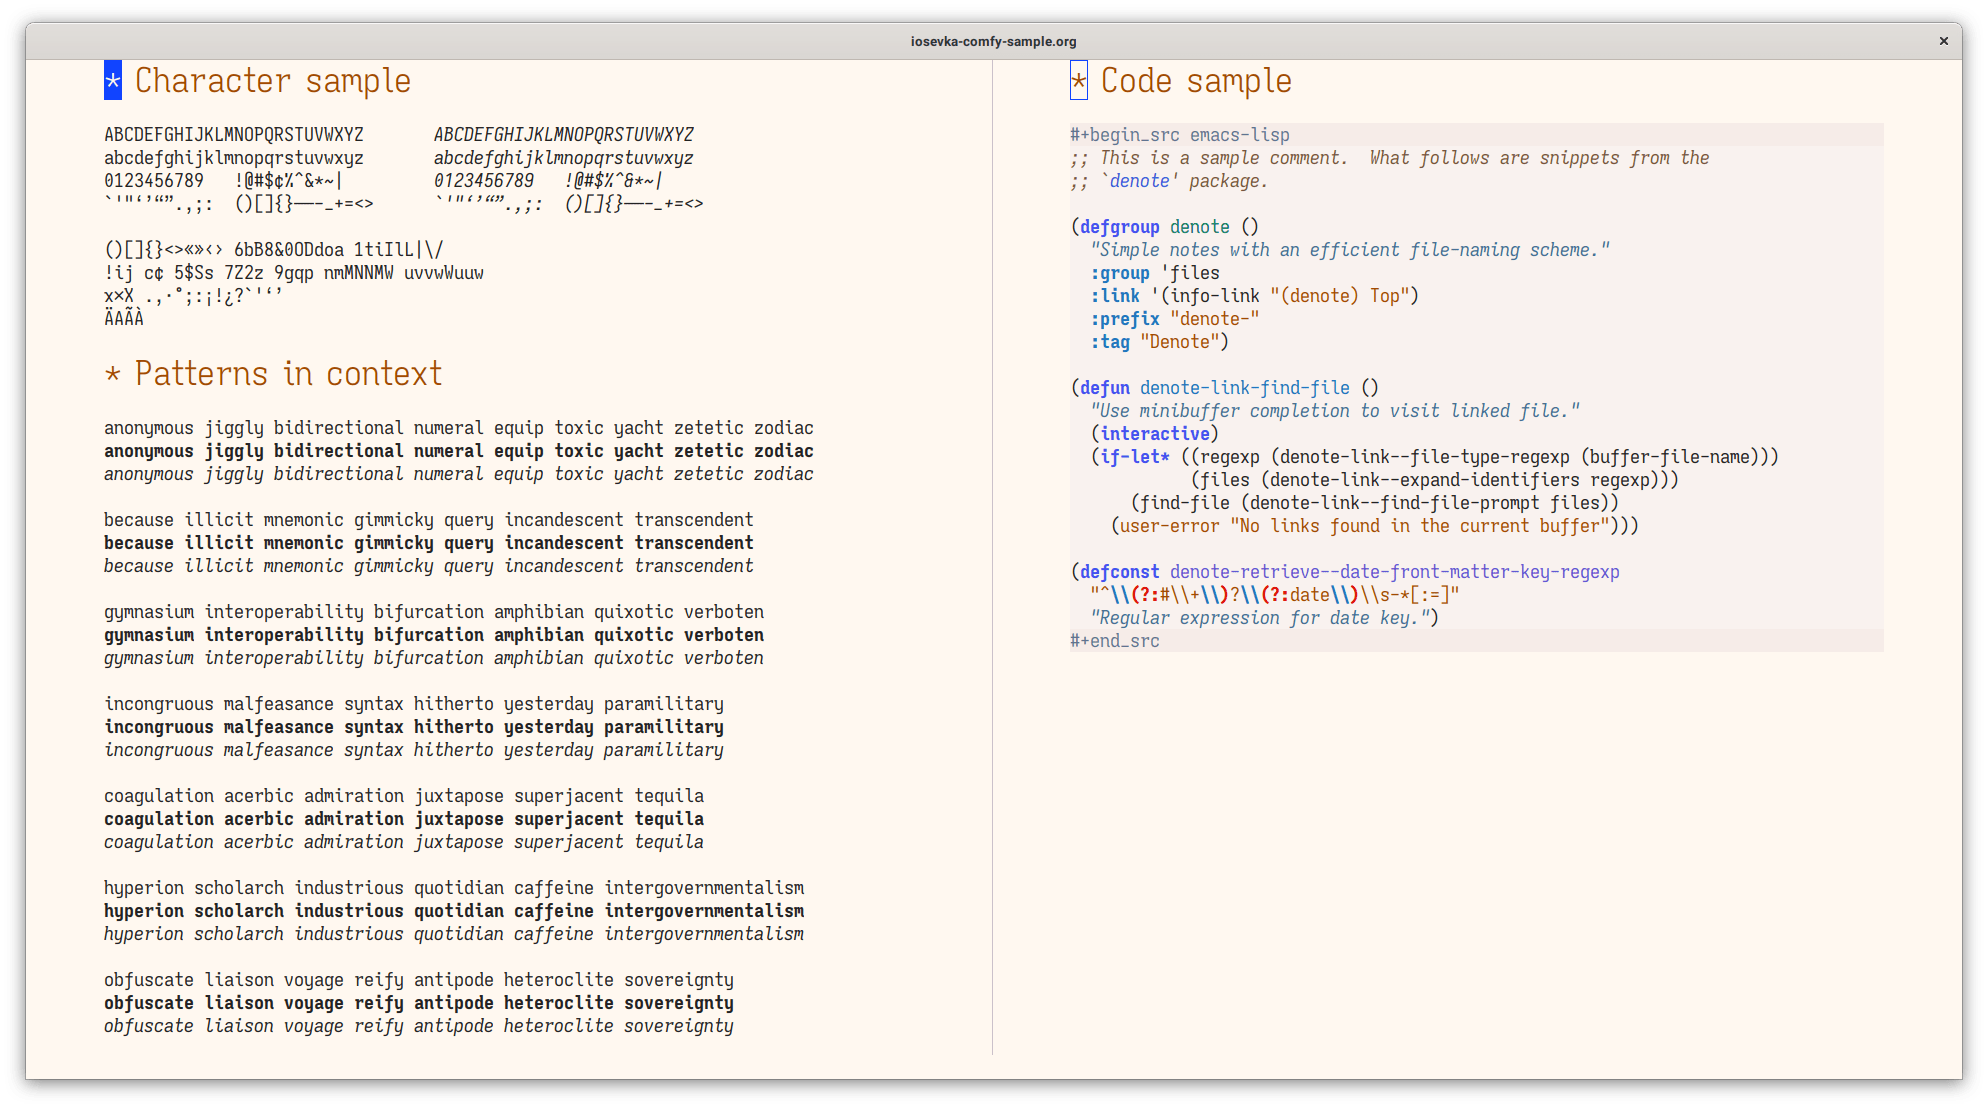 iosevka-comfy-sample.org ×
* Character sample
ABCDEFGHIJKLMNOPQRSTUVWXYZ       ABCDEFGHIJKLMNOPQRSTUVWXYZ
abcdefghijklmnopqrstuvwxyz       abcdefghijklmnopqrstuvwxyz
0123456789   !@#$¢%^&*~|         0123456789   !@#$%^&*~|
`'"‘’“”.,;:  ()[]{}—–-_+=<>      `'"‘’“”.,;:  ()[]{}—–-_+=<>
()[]{}<>«»‹› 6bB8&0ODdoa 1tiIlL|\/
!ij c¢ 5$Ss 7Z2z 9gqp nmMNNMW uvvwWuuw
x×X .,·°;:¡!¿?`'‘’
ÄAÃÀ
* Patterns in context
anonymous jiggly bidirectional numeral equip toxic yacht zetetic zodiac
anonymous jiggly bidirectional numeral equip toxic yacht zetetic zodiac
anonymous jiggly bidirectional numeral equip toxic yacht zetetic zodiac
because illicit mnemonic gimmicky query incandescent transcendent
because illicit mnemonic gimmicky query incandescent transcendent
because illicit mnemonic gimmicky query incandescent transcendent
gymnasium interoperability bifurcation amphibian quixotic verboten
gymnasium interoperability bifurcation amphibian quixotic verboten
gymnasium interoperability bifurcation amphibian quixotic verboten
incongruous malfeasance syntax hitherto yesterday paramilitary
incongruous malfeasance syntax hitherto yesterday paramilitary
incongruous malfeasance syntax hitherto yesterday paramilitary
coagulation acerbic admiration juxtapose superjacent tequila
coagulation acerbic admiration juxtapose superjacent tequila
coagulation acerbic admiration juxtapose superjacent tequila
hyperion scholarch industrious quotidian caffeine intergovernmentalism
hyperion scholarch industrious quotidian caffeine intergovernmentalism
hyperion scholarch industrious quotidian caffeine intergovernmentalism
obfuscate liaison voyage reify antipode heteroclite sovereignty
obfuscate liaison voyage reify antipode heteroclite sovereignty
obfuscate liaison voyage reify antipode heteroclite sovereignty
* Code sample
#+begin_src emacs-lisp
;; This is a sample comment.  What follows are snippets from the
;; `denote' package.
(defgroup denote ()
  "Simple notes with an efficient file-naming scheme."
  :group 'files
  :link '(info-link "(denote) Top")
  :prefix "denote-"
  :tag "Denote")
(defun denote-link-find-file ()
  "Use minibuffer completion to visit linked file."
  (interactive)
  (if-let* ((regexp (denote-link--file-type-regexp (buffer-file-name)))
            (files (denote-link--expand-identifiers regexp)))
      (find-file (denote-link--find-file-prompt files))
    (user-error "No links found in the current buffer")))
(defconst denote-retrieve--date-front-matter-key-regexp
  "^\\(?:#\\+\\)?\\(?:date\\)\\s-*[:=]"
  "Regular expression for date key.")
#+end_src